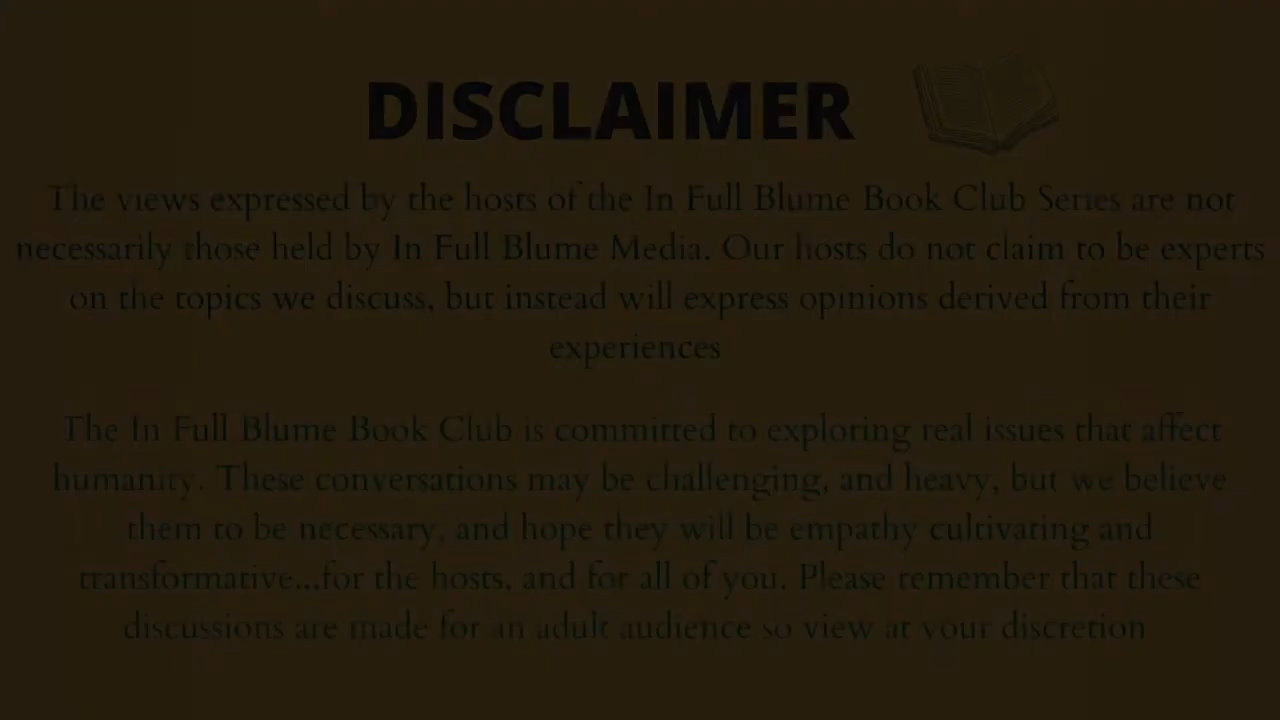 DISCLAIMER
The views expressed by the hosts of the In Full Blume Book Club Series are not
necessarily those held by In Full Blume Media. Our hosts do not claim to be experts
on the topics we discuss, but instead will express opinions derived from their
experiences
The In Full Blume Book Club is committed to exploring real issues that affect
humanity. These conversations may be challenging, and heavy, but we believe
them to be necessary, and hope they will be empathy cultivating and
transformative...for the hosts, and for all of you. Please remember that these
discussions are made for an adult audience so view at your discretion